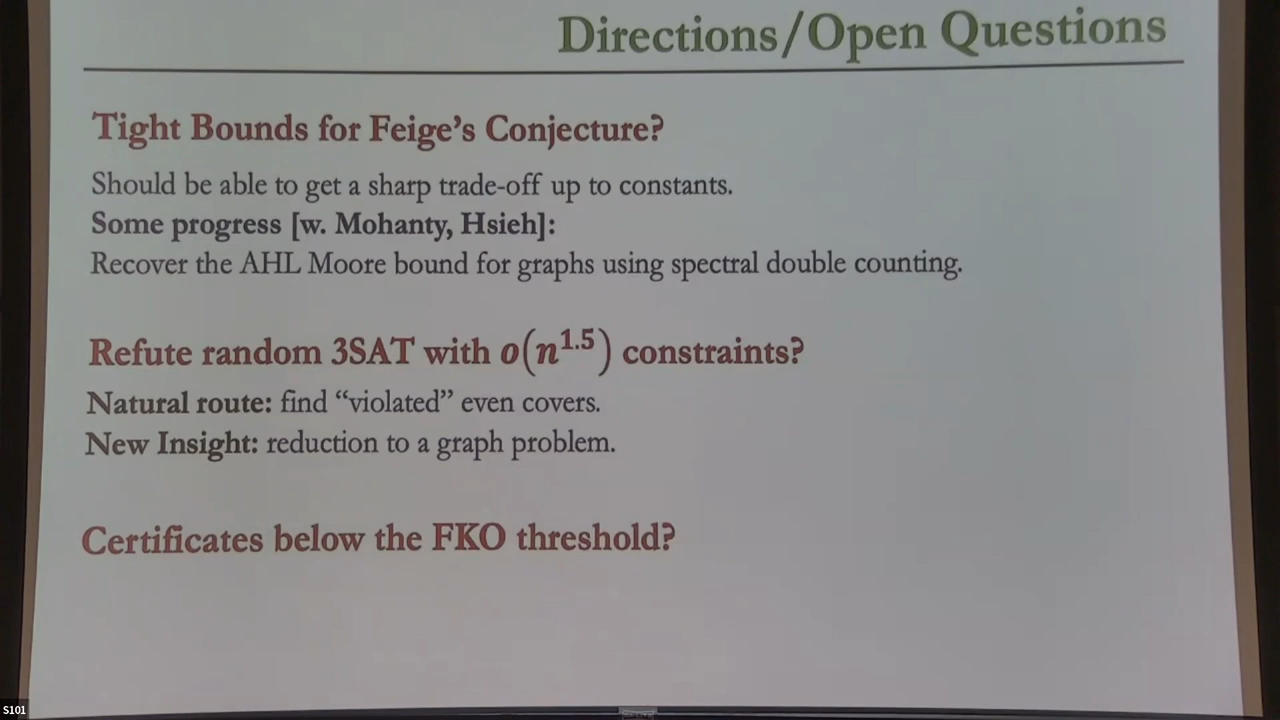 Directions/Open Questions
Tight Bounds for Feige's Conjecture?
Should be able to get a sharp trade-off up to constants.
Some progress [w. Mohanty, Hsieh]:
Recover the AHL Moore bound for graphs using spectral double counting.
Refute random 3SAT with o(n^1.5) constraints?
Natural route: find “violated” even covers.
New Insight: reduction to a graph problem.
Certificates below the FKO threshold?
S101